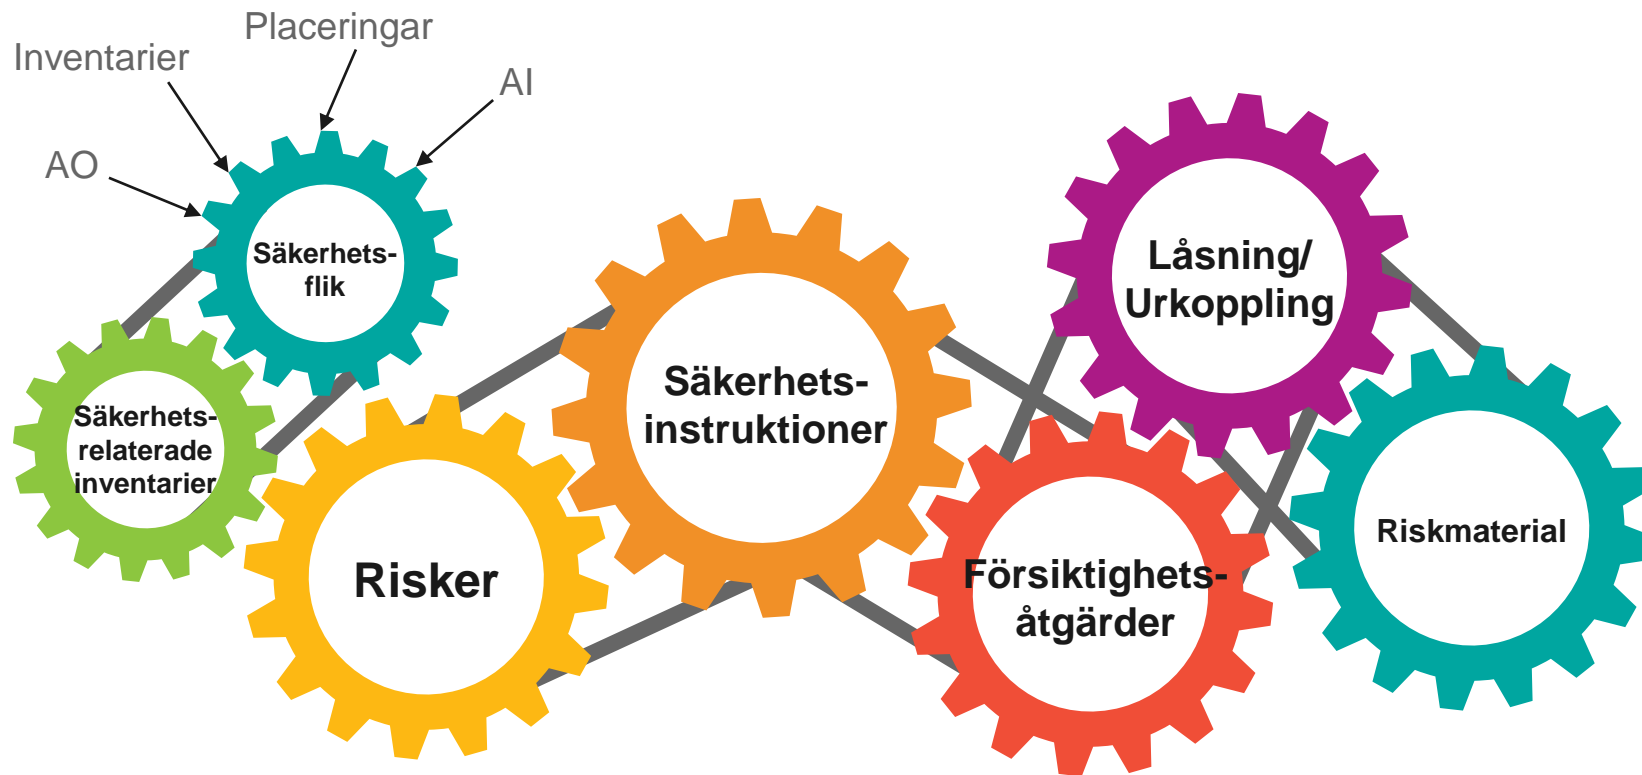 Placeringar
Inventarier
AI
AO
Säkerhets-
flik
Säkerhets-
relaterade
inventarier
Risker
Säkerhets-
instruktioner
Låsning/
Urkoppling
Försiktighets-
åtgärder
Riskmaterial